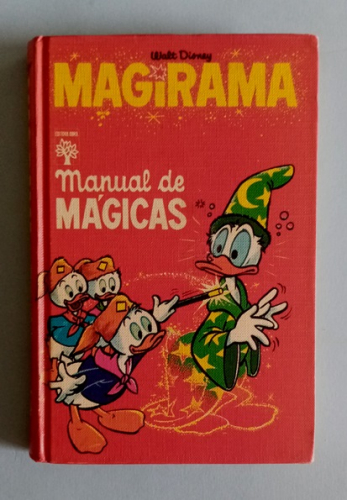 Walt Disney
MAGIRAMA
EDITORA ABRIL
Manual de
MÁGICAS